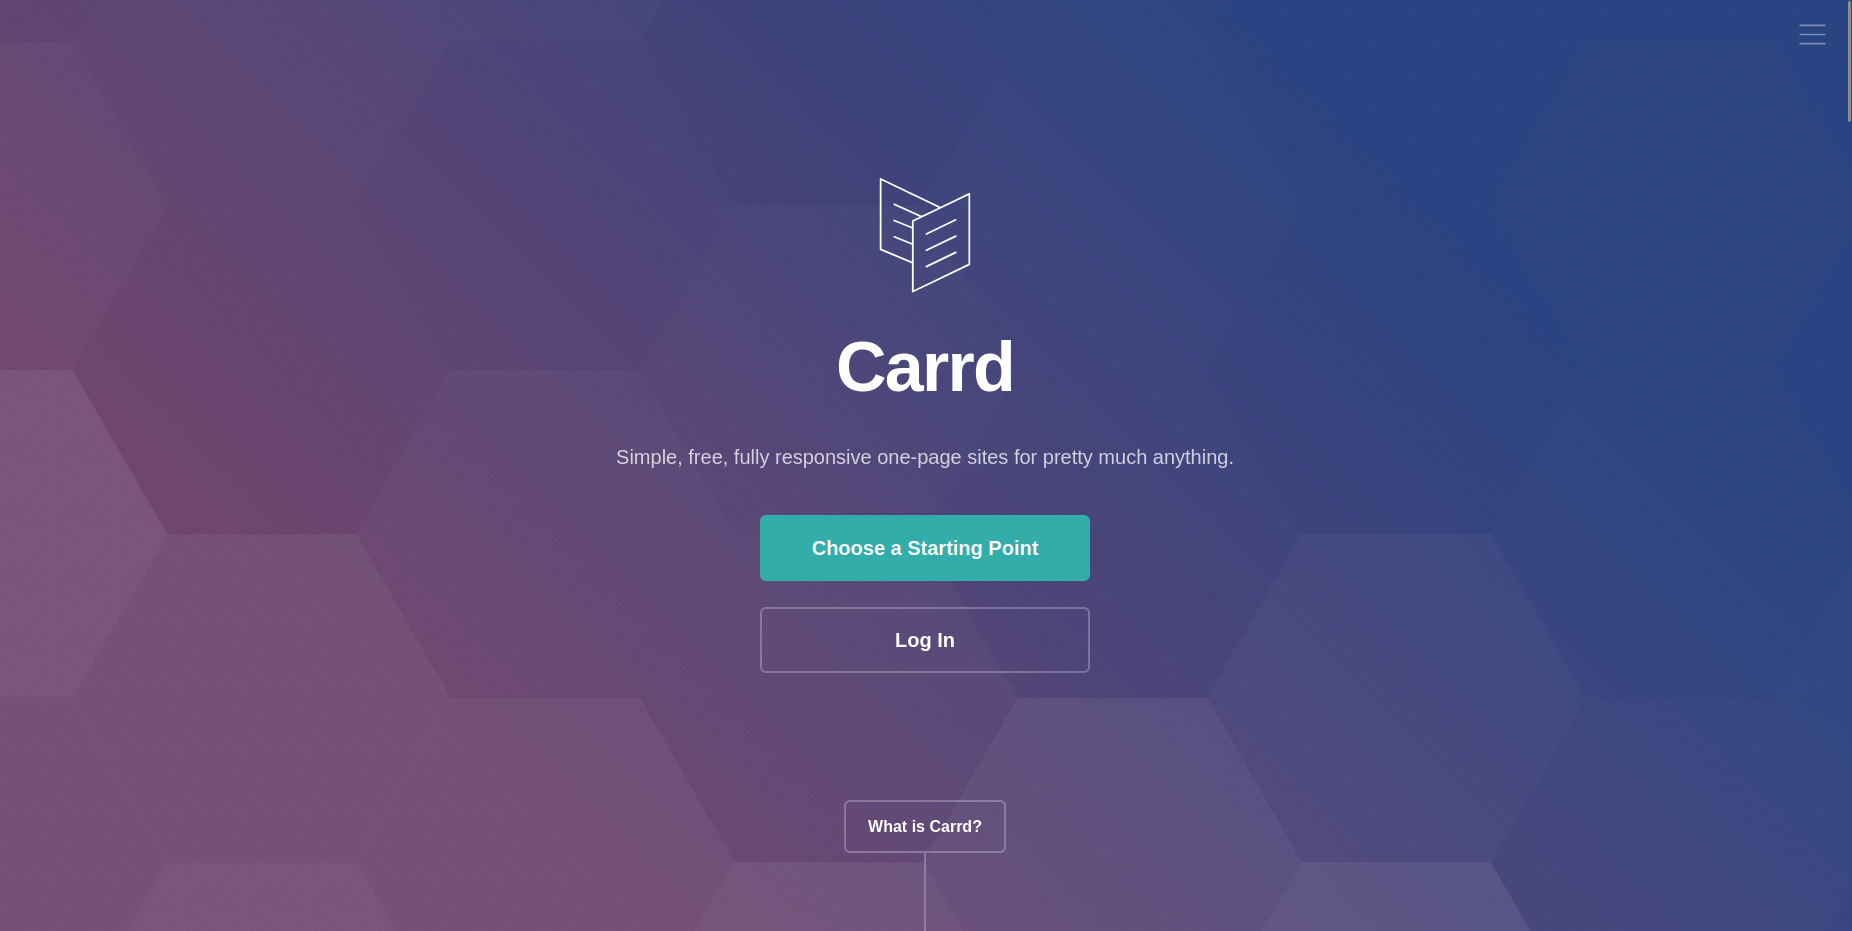 Carrd
Simple, free, fully responsive one-page sites for pretty much anything.
Choose a Starting Point
Log In
What is Carrd?